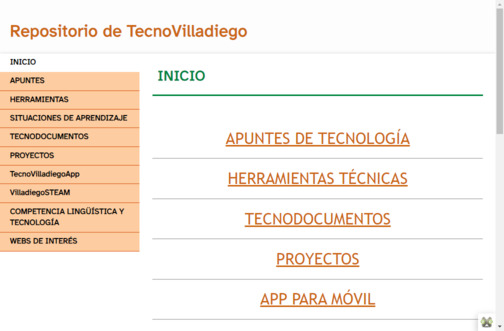 Repositorio de TecnoVilladiego
INICIO
APUNTES
HERRAMIENTAS
SITUACIONES DE APRENDIZAJE
TECNODOCUMENTOS
PROYECTOS
TecnoVilladiegoApp
VilladiegoSTEAM
COMPETENCIA LINGÜÍSTICA Y
TECNOLOGÍA
WEBS DE INTERÉS
INICIO
APUNTES DE TECNOLOGÍA
HERRAMIENTAS TÉCNICAS
TECNODOCUMENTOS
PROYECTOS
APP PARA MÓVIL